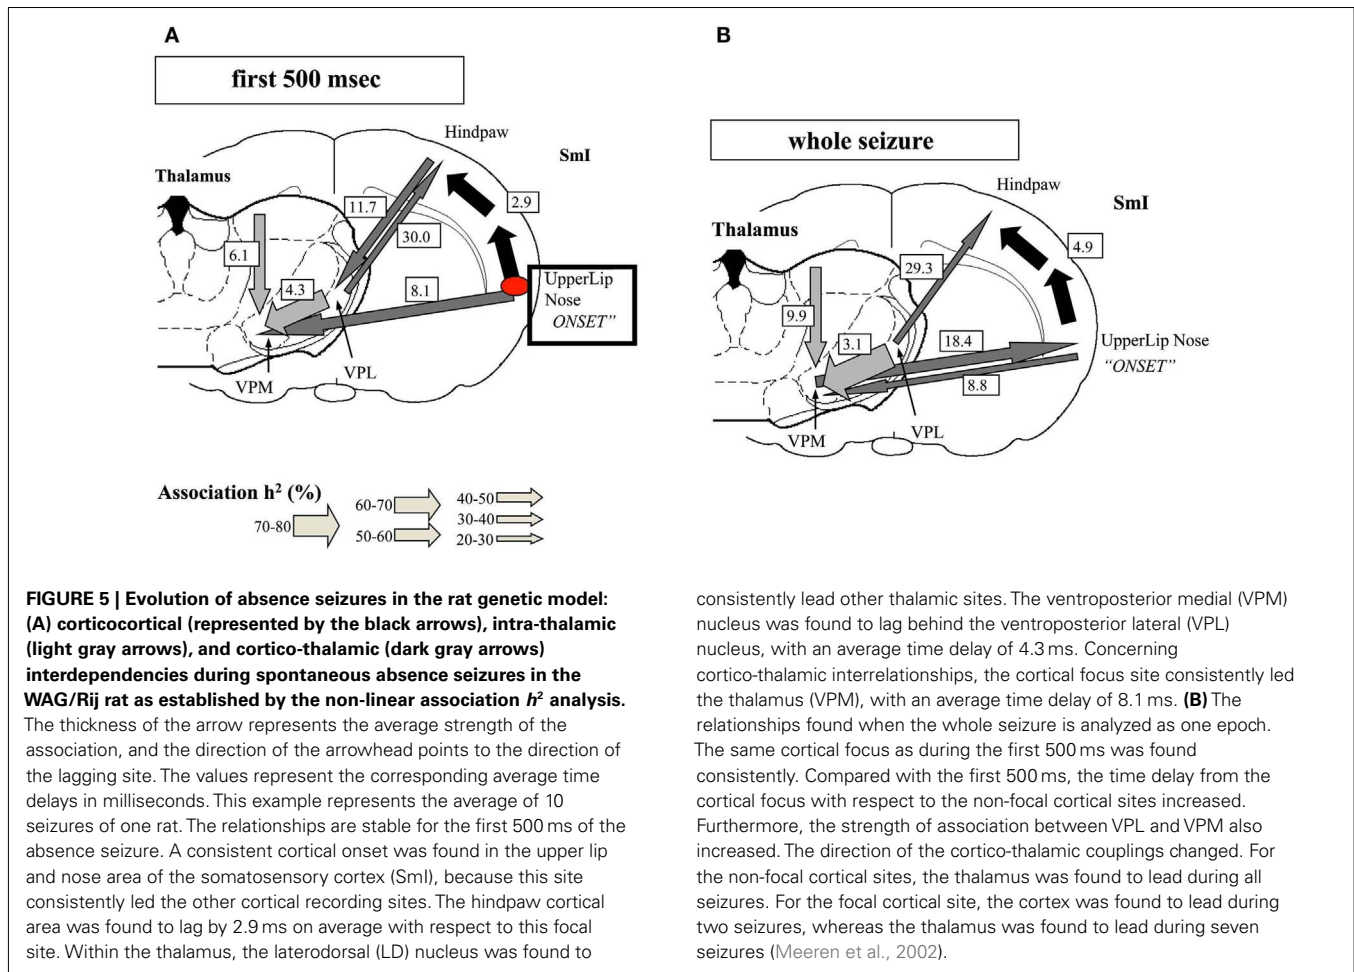 A
first 500 msec
Hindpaw
SmI
Thalamus
11.7
2.9
30.0
6.1
4.3
8.1
UpperLip
Nose
ONSET”
VPL
VPM
Association h² (%)
70-80
60-70
50-60
40-50
30-40
20-30
B
whole seizure
Hindpaw
SmI
Thalamus
4.9
29.3
9.9
3.1
18.4
UpperLip Nose
“ONSET”
8.8
VPL
VPM
FIGURE 5 | Evolution of absence seizures in the rat genetic model:
(A) corticocortical (represented by the black arrows), intra-thalamic
(light gray arrows), and cortico-thalamic (dark gray arrows)
interdependencies during spontaneous absence seizures in the
WAG/Rij rat as established by the non-linear association h² analysis.
The thickness of the arrow represents the average strength of the
association, and the direction of the arrowhead points to the direction of
the lagging site. The values represent the corresponding average time
delays in milliseconds. This example represents the average of 10
seizures of one rat. The relationships are stable for the first 500 ms of the
absence seizure. A consistent cortical onset was found in the upper lip
and nose area of the somatosensory cortex (SmI), because this site
consistently led the other cortical recording sites. The hindpaw cortical
area was found to lag by 2.9 ms on average with respect to this focal
site. Within the thalamus, the laterodorsal (LD) nucleus was found to
consistently lead other thalamic sites. The ventroposterior medial (VPM)
nucleus was found to lag behind the ventroposterior lateral (VPL)
nucleus, with an average time delay of 4.3 ms. Concerning
cortico-thalamic interrelationships, the cortical focus site consistently led
the thalamus (VPM), with an average time delay of 8.1 ms. (B) The
relationships found when the whole seizure is analyzed as one epoch.
The same cortical focus as during the first 500 ms was found
consistently. Compared with the first 500 ms, the time delay from the
cortical focus with respect to the non-focal cortical sites increased.
Furthermore, the strength of association between VPL and VPM also
increased. The direction of the cortico-thalamic couplings changed. For
the non-focal cortical sites, the thalamus was found to lead during all
seizures. For the focal cortical site, the cortex was found to lead during
two seizures, whereas the thalamus was found to lead during seven
seizures (Meeren et al., 2002).